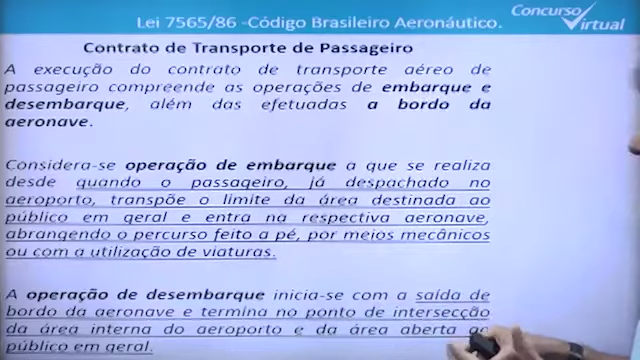 Lei 7565/86 -Código Brasileiro Aeronáutico.
Concurso
Virtual
Contrato de Transporte de Passageiro
A execução do contrato de transporte aéreo de
passageiro compreende as operações de embarque e
desembarque, além das efetuadas a bordo da
aeronave.
Considera-se operação de embarque a que se realiza
desde quando o passageiro, já despachado no
aeroporto, transpõe o limite da área destinada ao
público em geral e entra na respectiva aeronave,
abrangendo o percurso feito a pé, por meios mecânicos
ou com a utilização de viaturas.
A operação de desembarque inicia-se com a saída de
bordo da aeronave e termina no ponto de intersecção
da área interna do aeroporto e da área aberta ao
público em geral.